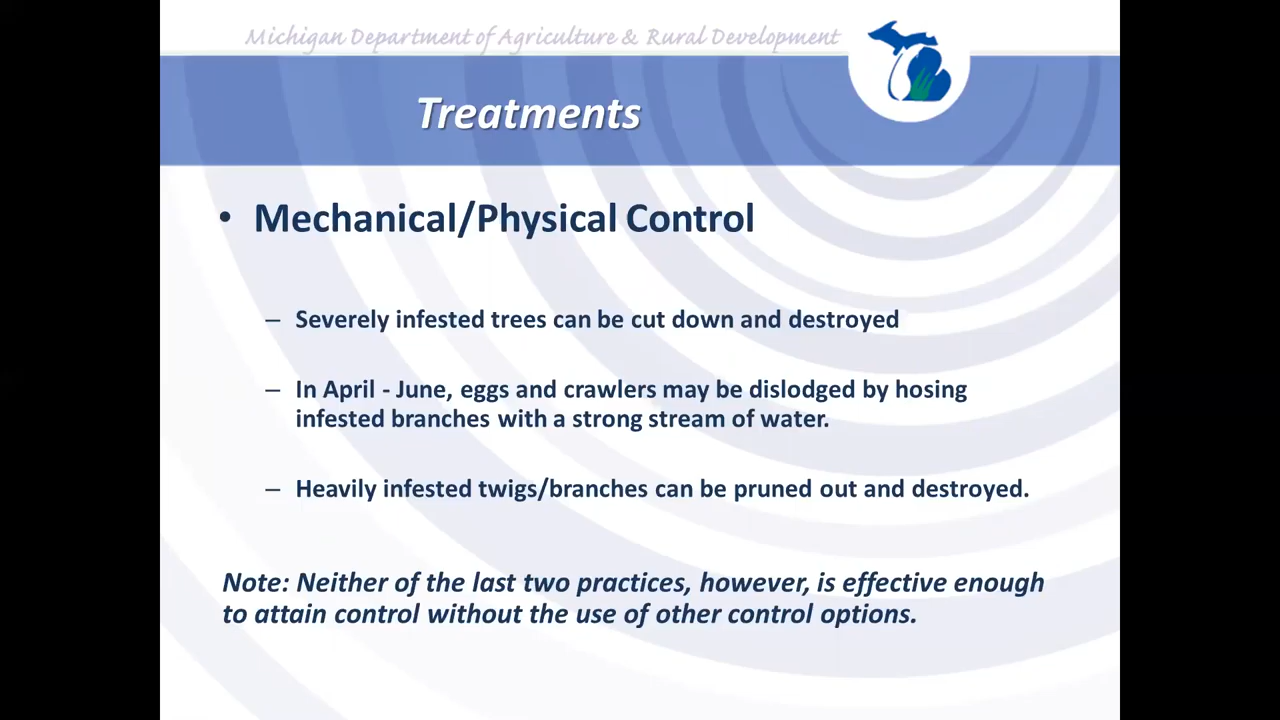 Michigan Department of Agriculture & Rural Development
Treatments
• Mechanical/Physical Control
– Severely infested trees can be cut down and destroyed
– In April - June, eggs and crawlers may be dislodged by hosing
infested branches with a strong stream of water.
– Heavily infested twigs/branches can be pruned out and destroyed.
Note: Neither of the last two practices, however, is effective enough
to attain control without the use of other control options.